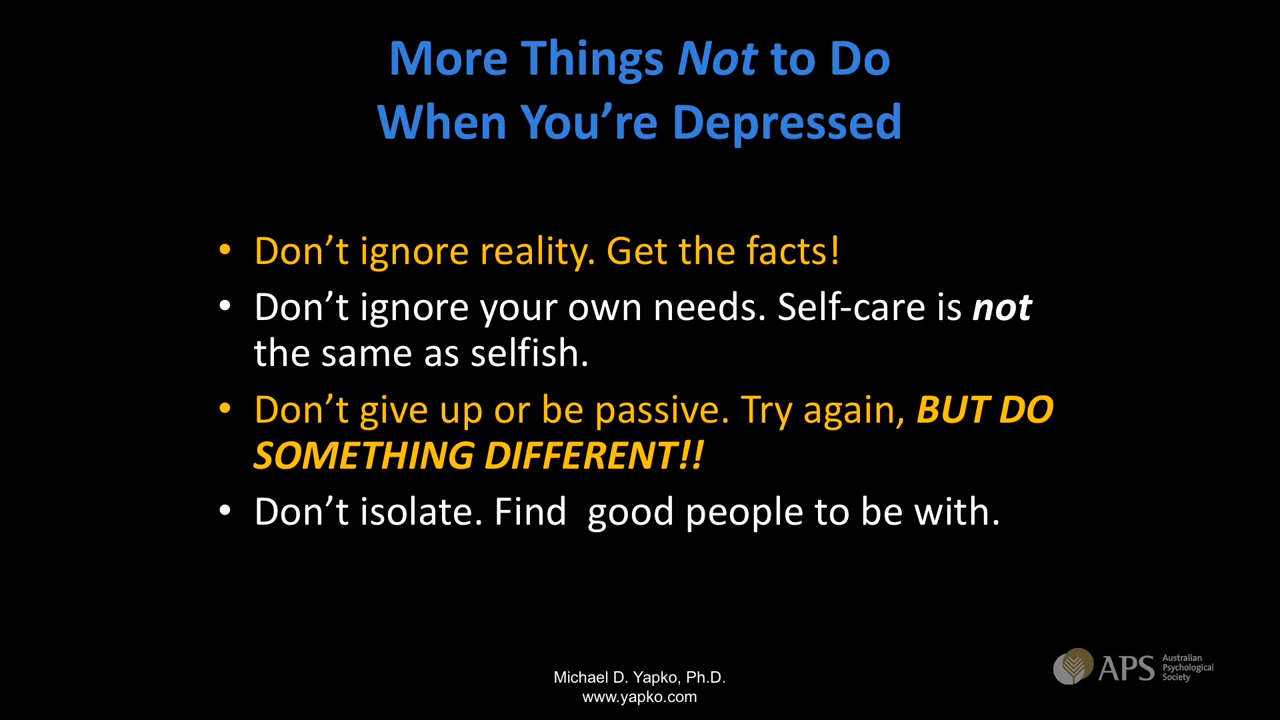 More Things Not to Do
When You’re Depressed
• Don’t ignore reality. Get the facts!
• Don’t ignore your own needs. Self-care is not
the same as selfish.
• Don’t give up or be passive. Try again, BUT DO
SOMETHING DIFFERENT!!
• Don’t isolate. Find  good people to be with.
Michael D. Yapko, Ph.D.
www.yapko.com
APS
Australian
Psychological
Society